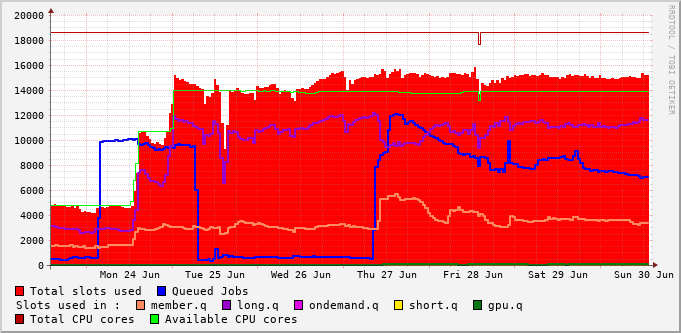 20000
18000
16000
14000
12000
10000
8000
6000
4000
2000
0
Mon 24 Jun Tue 25 Jun Wed 26 Jun Thu 27 Jun Fri 28 Jun Sat 29 Jun Sun 30 Jun
Total slots used Queued Jobs
Slots used in : member.q long.q ondemand.q short.q gpu.q
Total CPU cores Available CPU cores
RRDTOOL / TOBI OETIKER